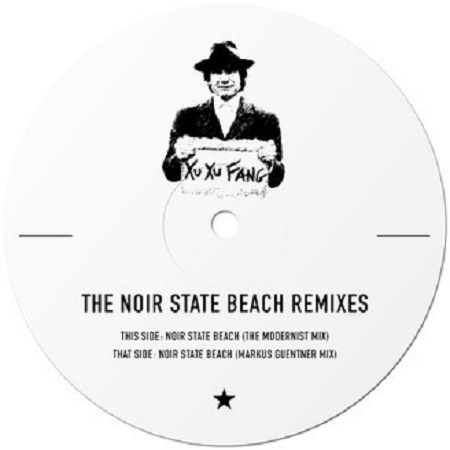 XU XU FANG
THE NOIR STATE BEACH REMIXES
THIS SIDE: NOIR STATE BEACH (THE MODERNIST MIX)
THAT SIDE: NOIR STATE BEACH (MARKUS GUENTNER MIX)